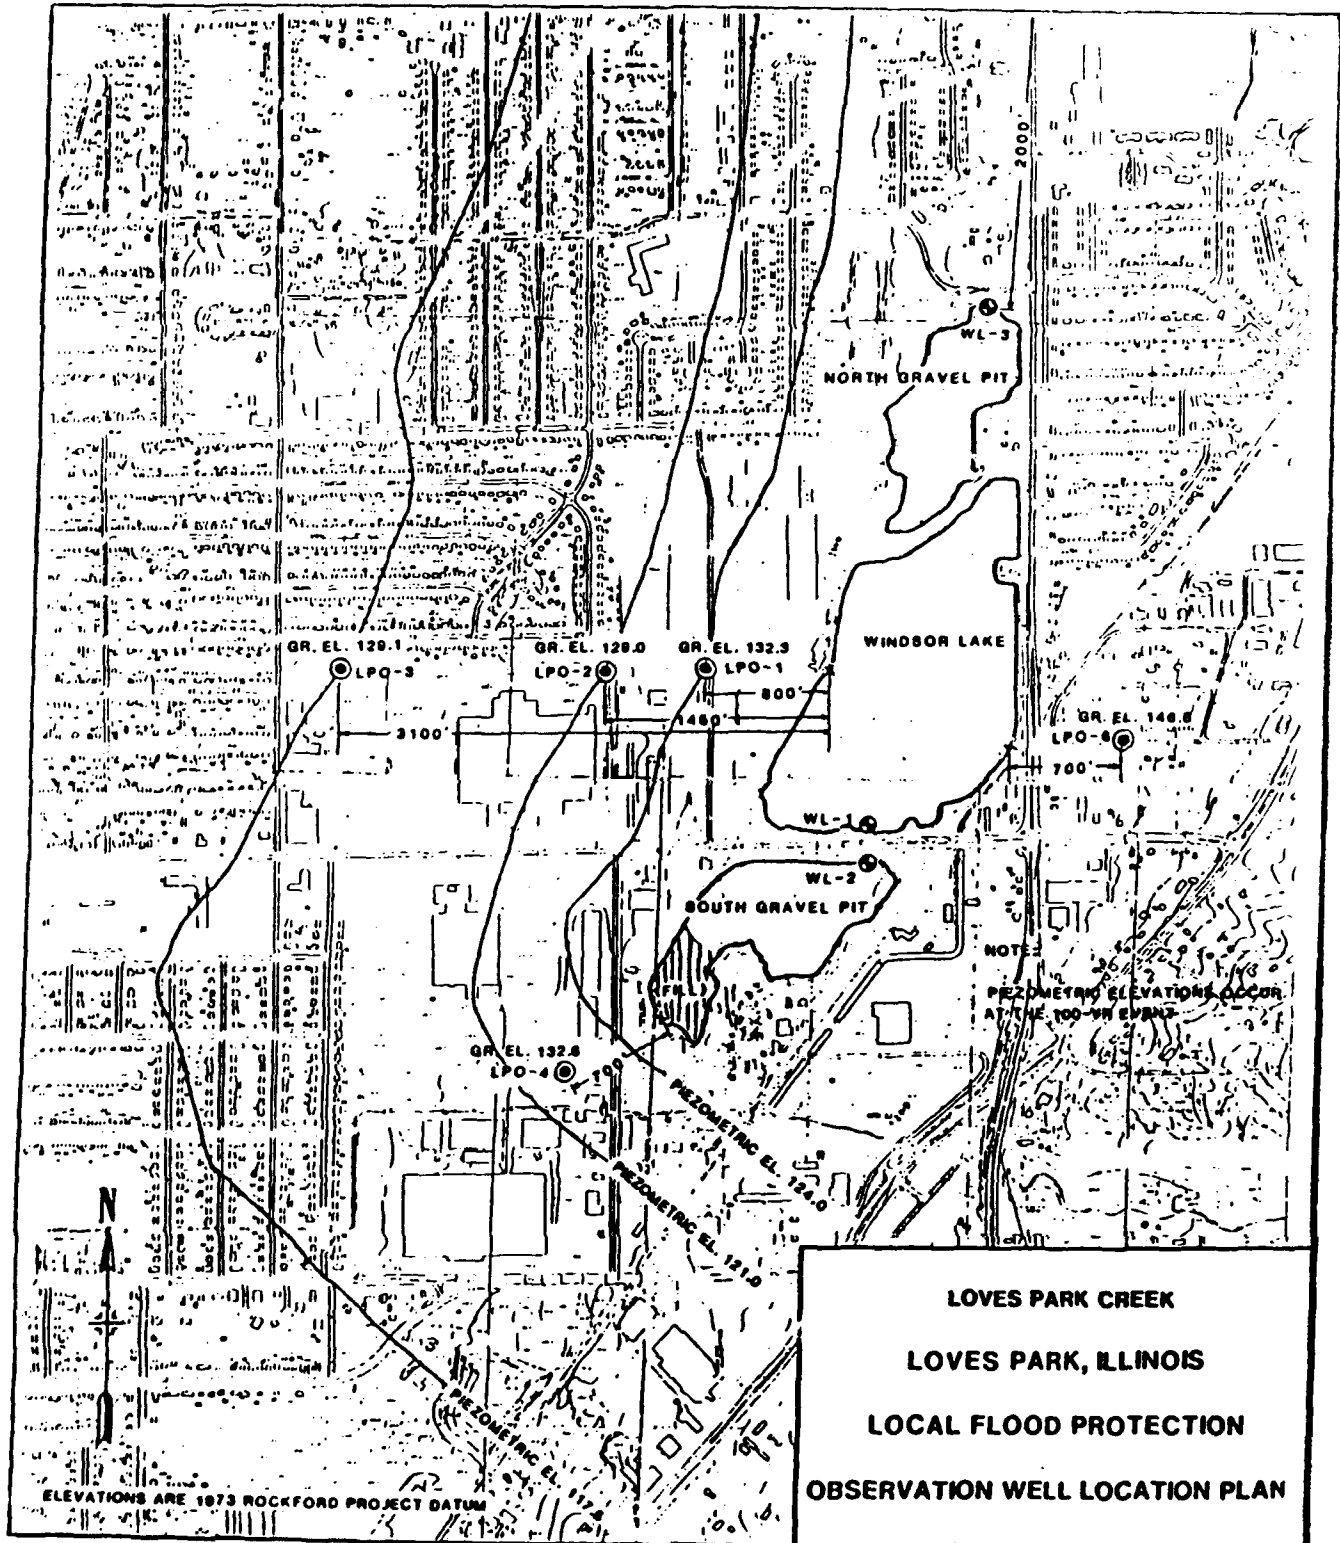 2000'
WL-3
NORTH GRAVEL PIT
WINDSOR LAKE
GR. EL. 129.1
LPO-3
GR. EL. 129.0
LPO-2
GR. EL. 132.3
LPO-1
800'
1460'
3100'
GR. EL. 146.6
LPO-6
700'
WL-1
WL-2
SOUTH GRAVEL PIT
FILL
NOTE:
PIEZOMETRIC ELEVATIONS OCCUR
AT THE 100-YR EVENT
GR. EL. 132.6
LPO-4
PIEZOMETRIC EL. 124.0
PIEZOMETRIC EL. 121.0
PIEZOMETRIC EL.
N
ELEVATIONS ARE 1973 ROCKFORD PROJECT DATUM
LOVES PARK CREEK
LOVES PARK, ILLINOIS
LOCAL FLOOD PROTECTION
OBSERVATION WELL LOCATION PLAN